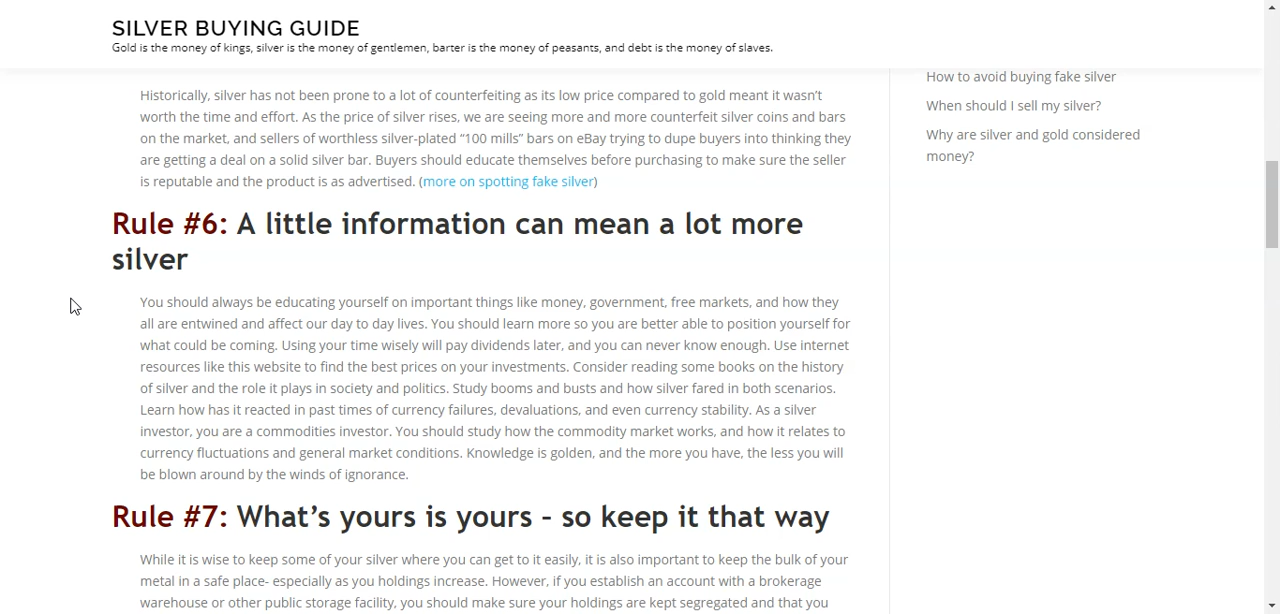 SILVER BUYING GUIDE
Gold is the money of kings, silver is the money of gentlemen, barter is the money of peasants, and debt is the money of slaves.
Historically, silver has not been prone to a lot of counterfeiting as its low price compared to gold meant it wasn't
worth the time and effort. As the price of silver rises, we are seeing more and more counterfeit silver coins and bars
on the market, and sellers of worthless silver-plated “100 mills” bars on eBay trying to dupe buyers into thinking they
are getting a deal on a solid silver bar. Buyers should educate themselves before purchasing to make sure the seller
is reputable and the product is as advertised. (more on spotting fake silver)
Rule #6: A little information can mean a lot more
silver
You should always be educating yourself on important things like money, government, free markets, and how they
all are entwined and affect our day to day lives. You should learn more so you are better able to position yourself for
what could be coming. Using your time wisely will pay dividends later, and you can never know enough. Use internet
resources like this website to find the best prices on your investments. Consider reading some books on the history
of silver and the role it plays in society and politics. Study booms and busts and how silver fared in both scenarios.
Learn how has it reacted in past times of currency failures, devaluations, and even currency stability. As a silver
investor, you are a commodities investor. You should study how the commodity market works, and how it relates to
currency fluctuations and general market conditions. Knowledge is golden, and the more you have, the less you will
be blown around by the winds of ignorance.
Rule #7: What's yours is yours – so keep it that way
While it is wise to keep some of your silver where you can get to it easily, it is also important to keep the bulk of your
metal in a safe place- especially as you holdings increase. However, if you establish an account with a brokerage
warehouse or other public storage facility, you should make sure your holdings are kept segregated and that you
How to avoid buying fake silver
When should I sell my silver?
Why are silver and gold considered
money?